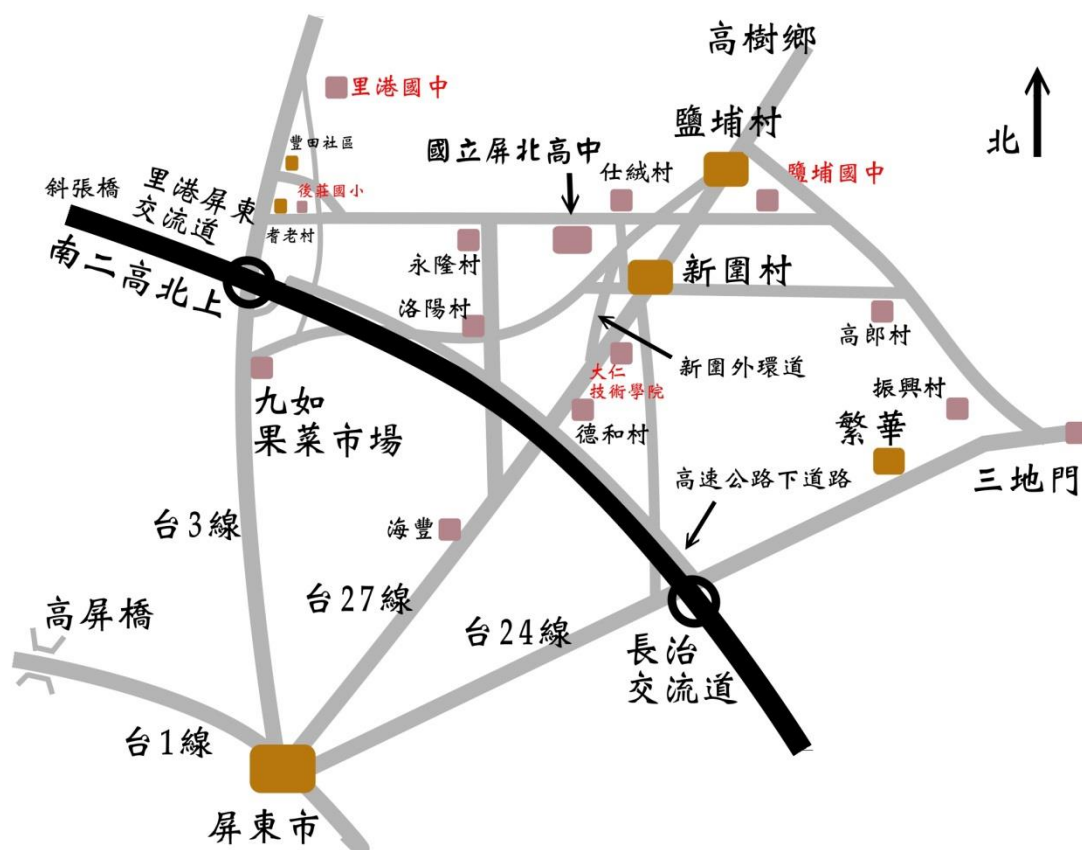 高樹鄉
里港國中
鹽埔村
北
豐田社區
國立屏北高中
仕絨村
鹽埔國中
斜張橋
里港屏東
交流道
後莊國小
耆老村
南二高北上
永隆村
新圍村
洛陽村
高郎村
新圍外環道
大仁
技術學院
振興村
九如
果菜市場
德和村
繁華
三地門
高速公路下道路
台3線
海豐
高屏橋
台27線
台24線
長治
交流道
台1線
屏東市